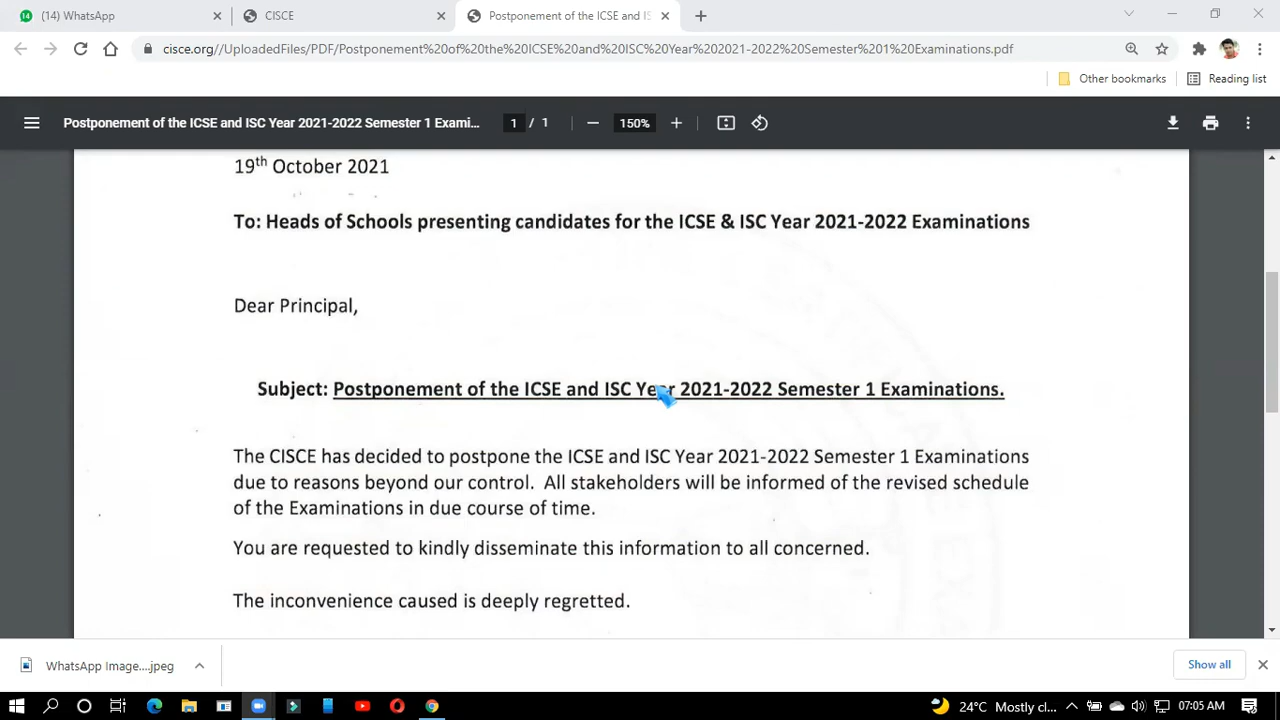 (14) WhatsApp
CISCE
Postponement of the ICSE and IS
cisce.org//UploadedFiles/PDF/Postponement%20of%20the%20ICSE%20and%20ISC%20Year%202021-2022%20Semester%201%20Examinations.pdf
Other bookmarks
Reading list
Postponement of the ICSE and ISC Year 2021-2022 Semester 1 Exami...
1 / 1
150%
19th October 2021
To: Heads of Schools presenting candidates for the ICSE & ISC Year 2021-2022 Examinations
Dear Principal,
Subject: Postponement of the ICSE and ISC Year 2021-2022 Semester 1 Examinations.
The CISCE has decided to postpone the ICSE and ISC Year 2021-2022 Semester 1 Examinations
due to reasons beyond our control. All stakeholders will be informed of the revised schedule
of the Examinations in due course of time.
You are requested to kindly disseminate this information to all concerned.
The inconvenience caused is deeply regretted.
WhatsApp Image....jpeg
Show all
24°C Mostly cl...
07:05 AM